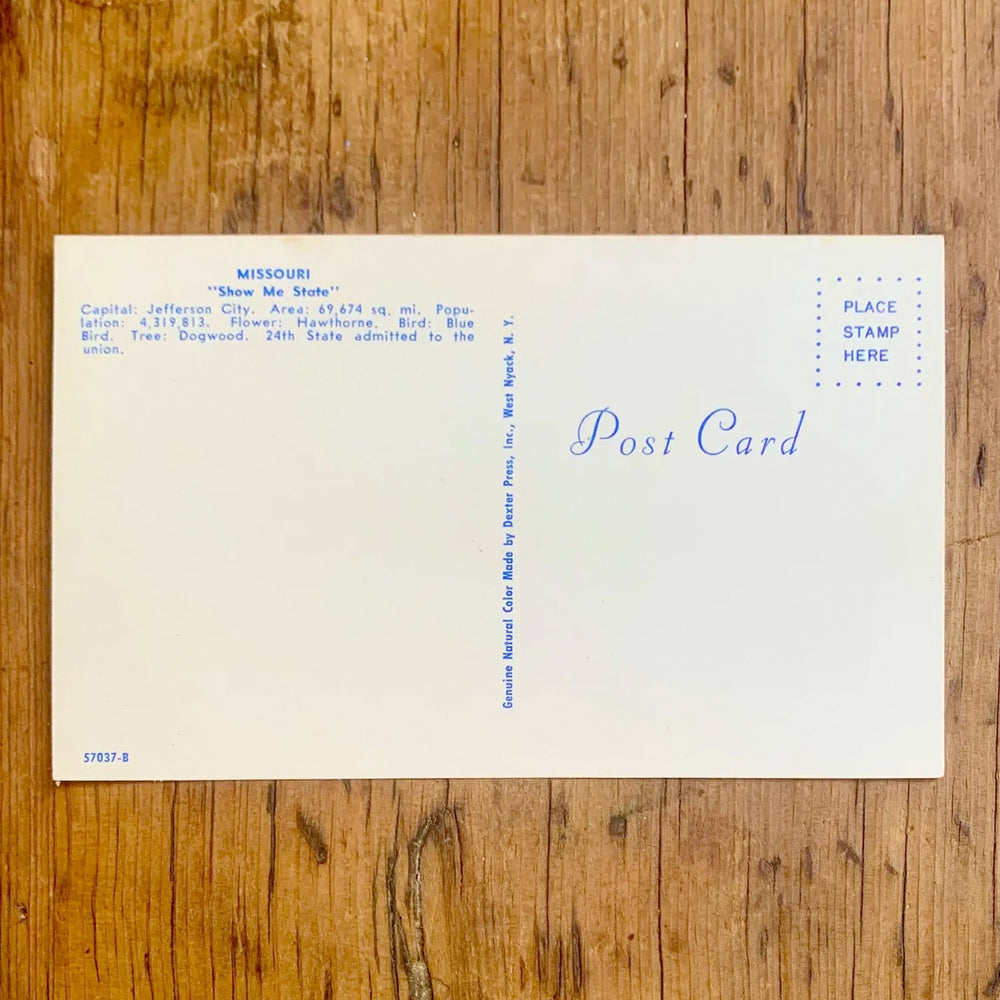 MISSOURI
"Show Me State"
Capital: Jefferson City. Area: 69,674 sq. mi. Popu-
lation: 4,319,813. Flower: Hawthorne. Bird: Blue
Bird. Tree: Dogwood. 24th State admitted to the
union.
57037-B
Genuine Natural Color Made by Dexter Press, Inc., West Nyack, N. Y.
PLACE
STAMP
HERE
Post Card